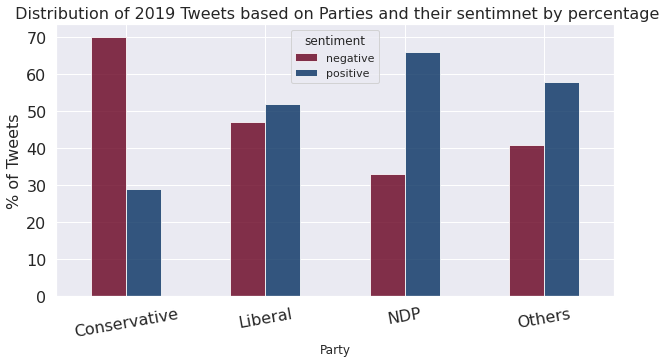 Distribution of 2019 Tweets based on Parties and their sentimnet by percentage
sentiment
negative
positive
% of Tweets
70
60
50
40
30
20
10
0
Conservative
Liberal
NDP
Others
Party